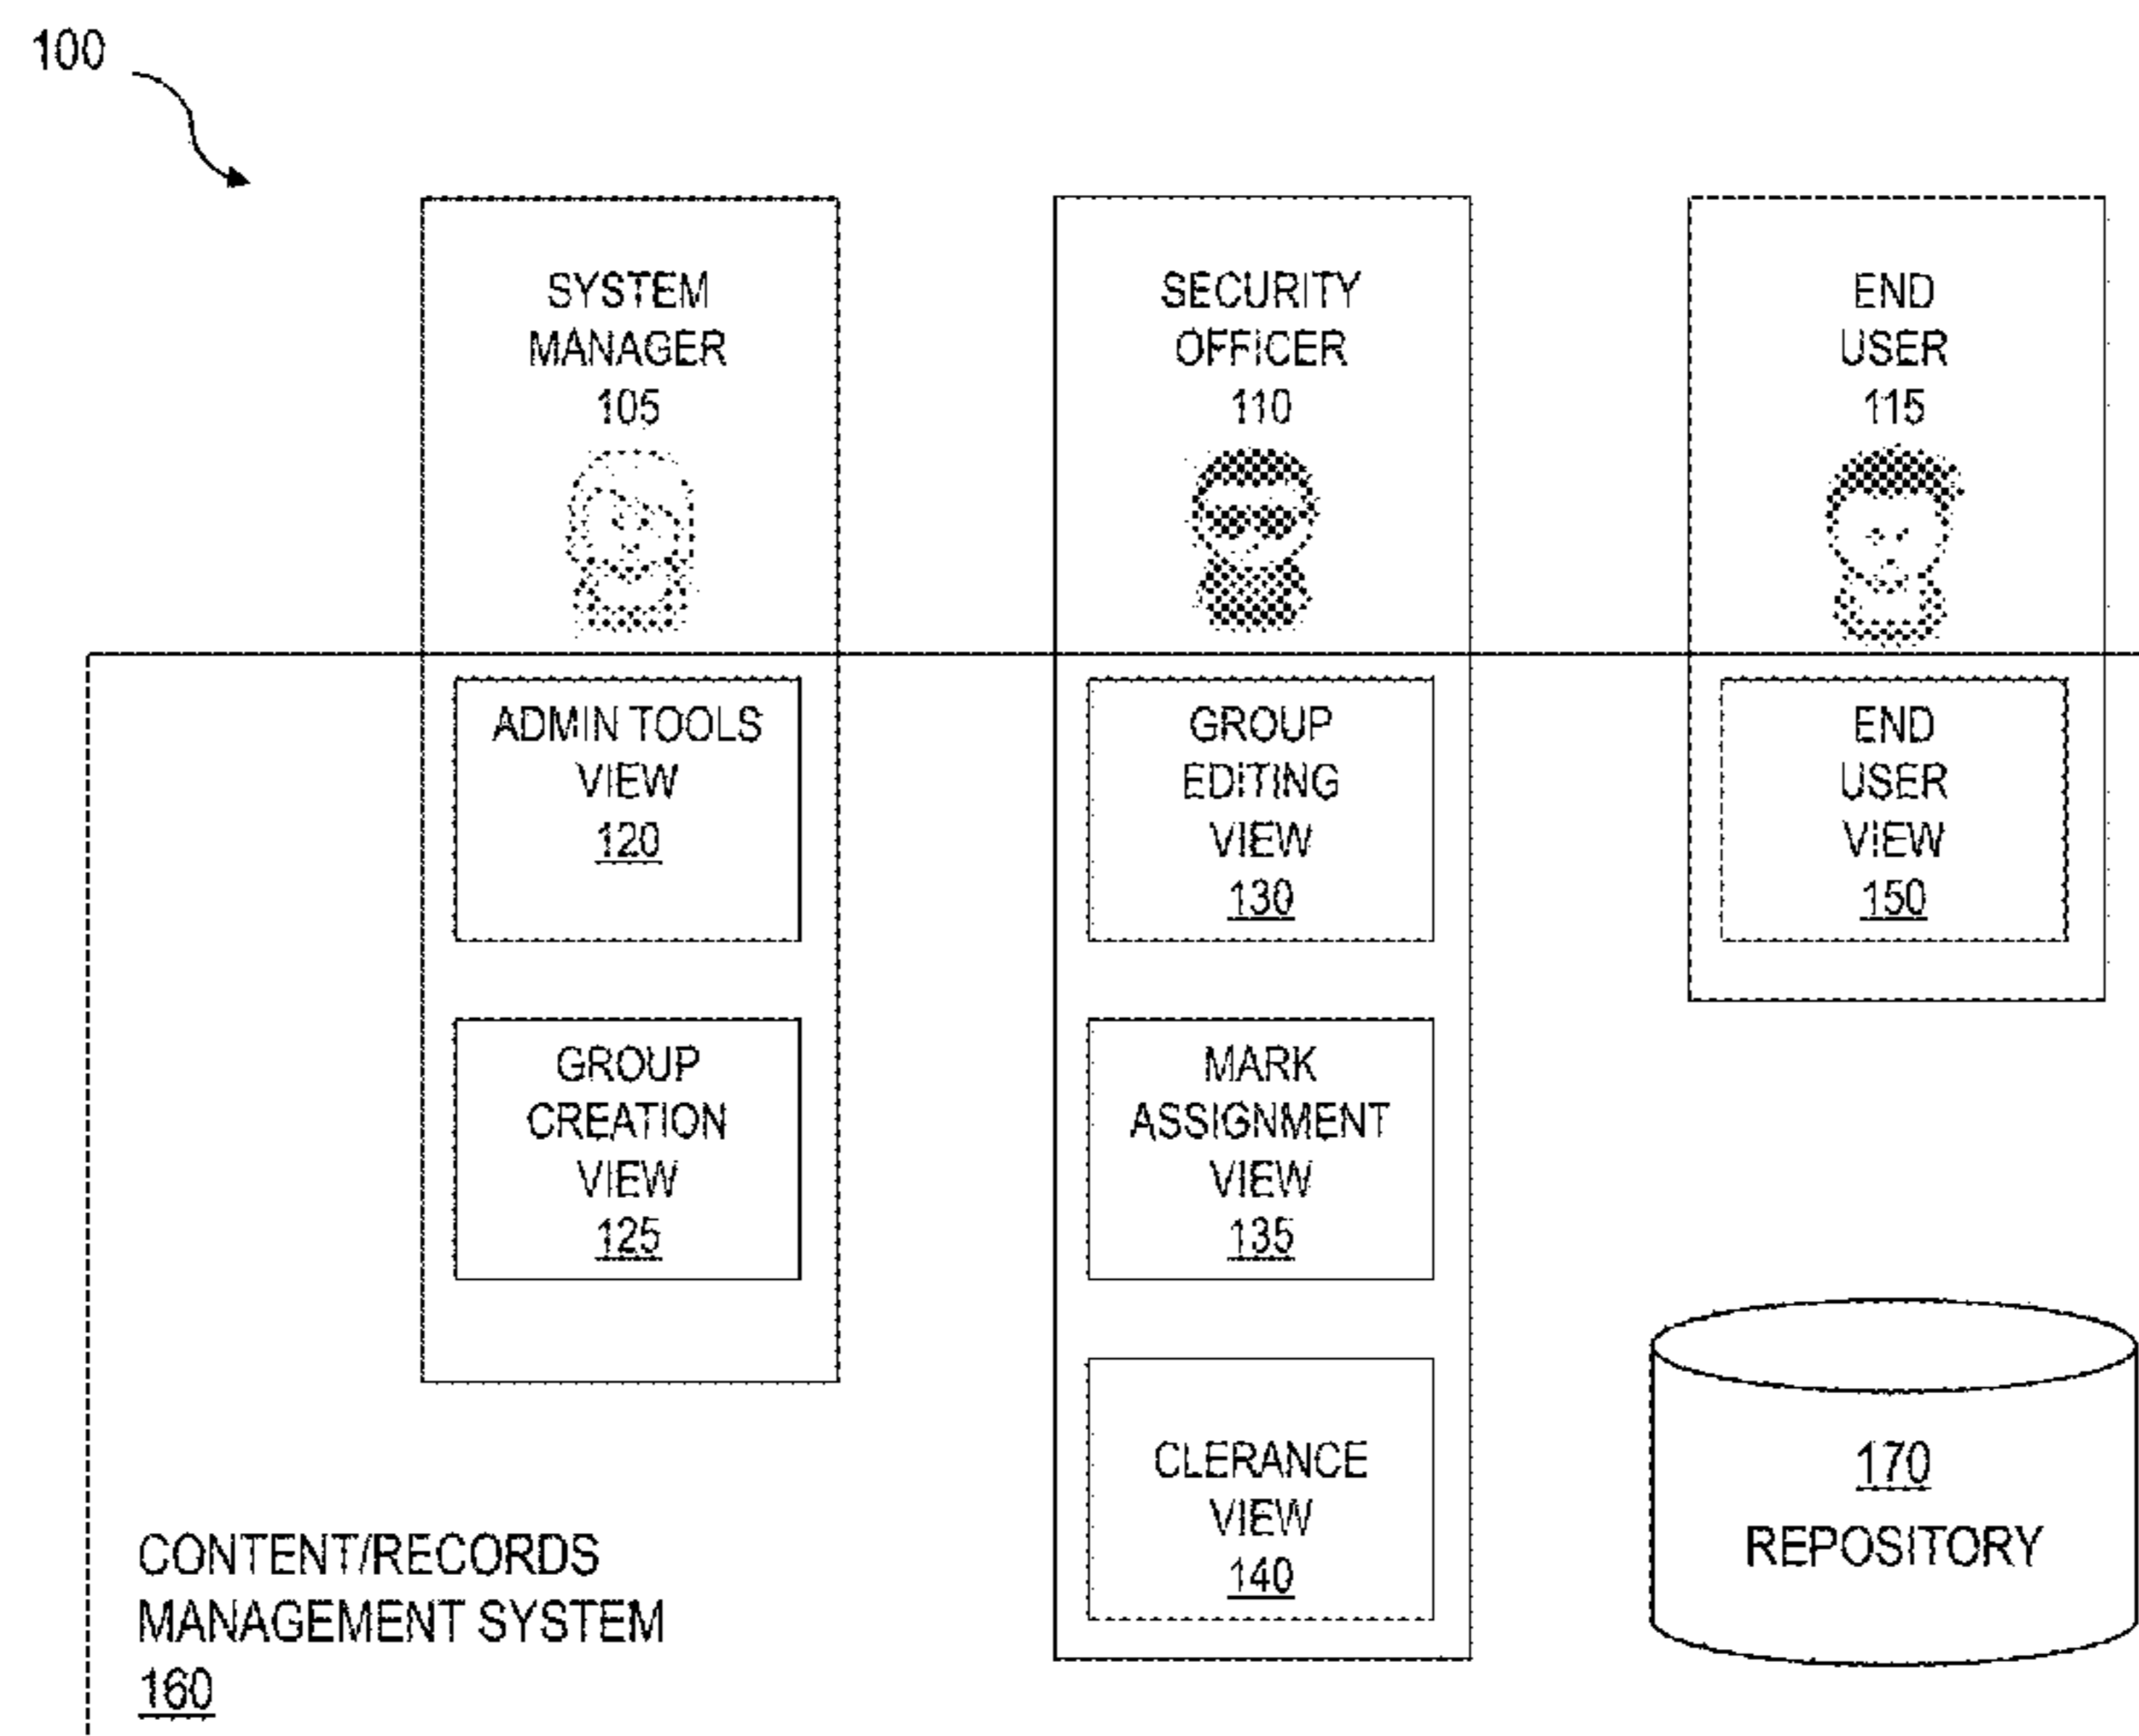 100
SYSTEM
MANAGER
105
SECURITY
OFFICER
110
END
USER
115
ADMIN TOOLS
VIEW
120
GROUP
EDITING
VIEW
130
END
USER
VIEW
150
GROUP
CREATION
VIEW
125
MARK
ASSIGNMENT
VIEW
135
CLERANCE
VIEW
140
170
REPOSITORY
CONTENT/RECORDS
MANAGEMENT SYSTEM
160